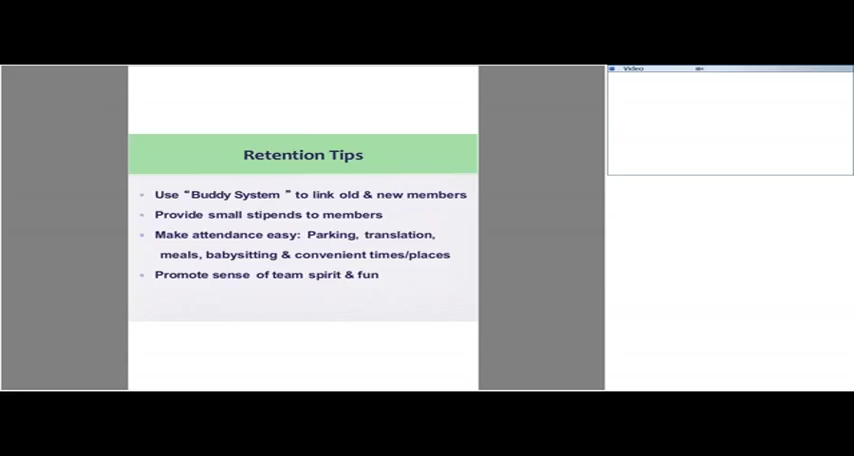 Video
Retention Tips
Use “Buddy System ” to link old & new members
Provide small stipends to members
Make attendance easy: Parking, translation,
meals, babysitting & convenient times/places
Promote sense of team spirit & fun